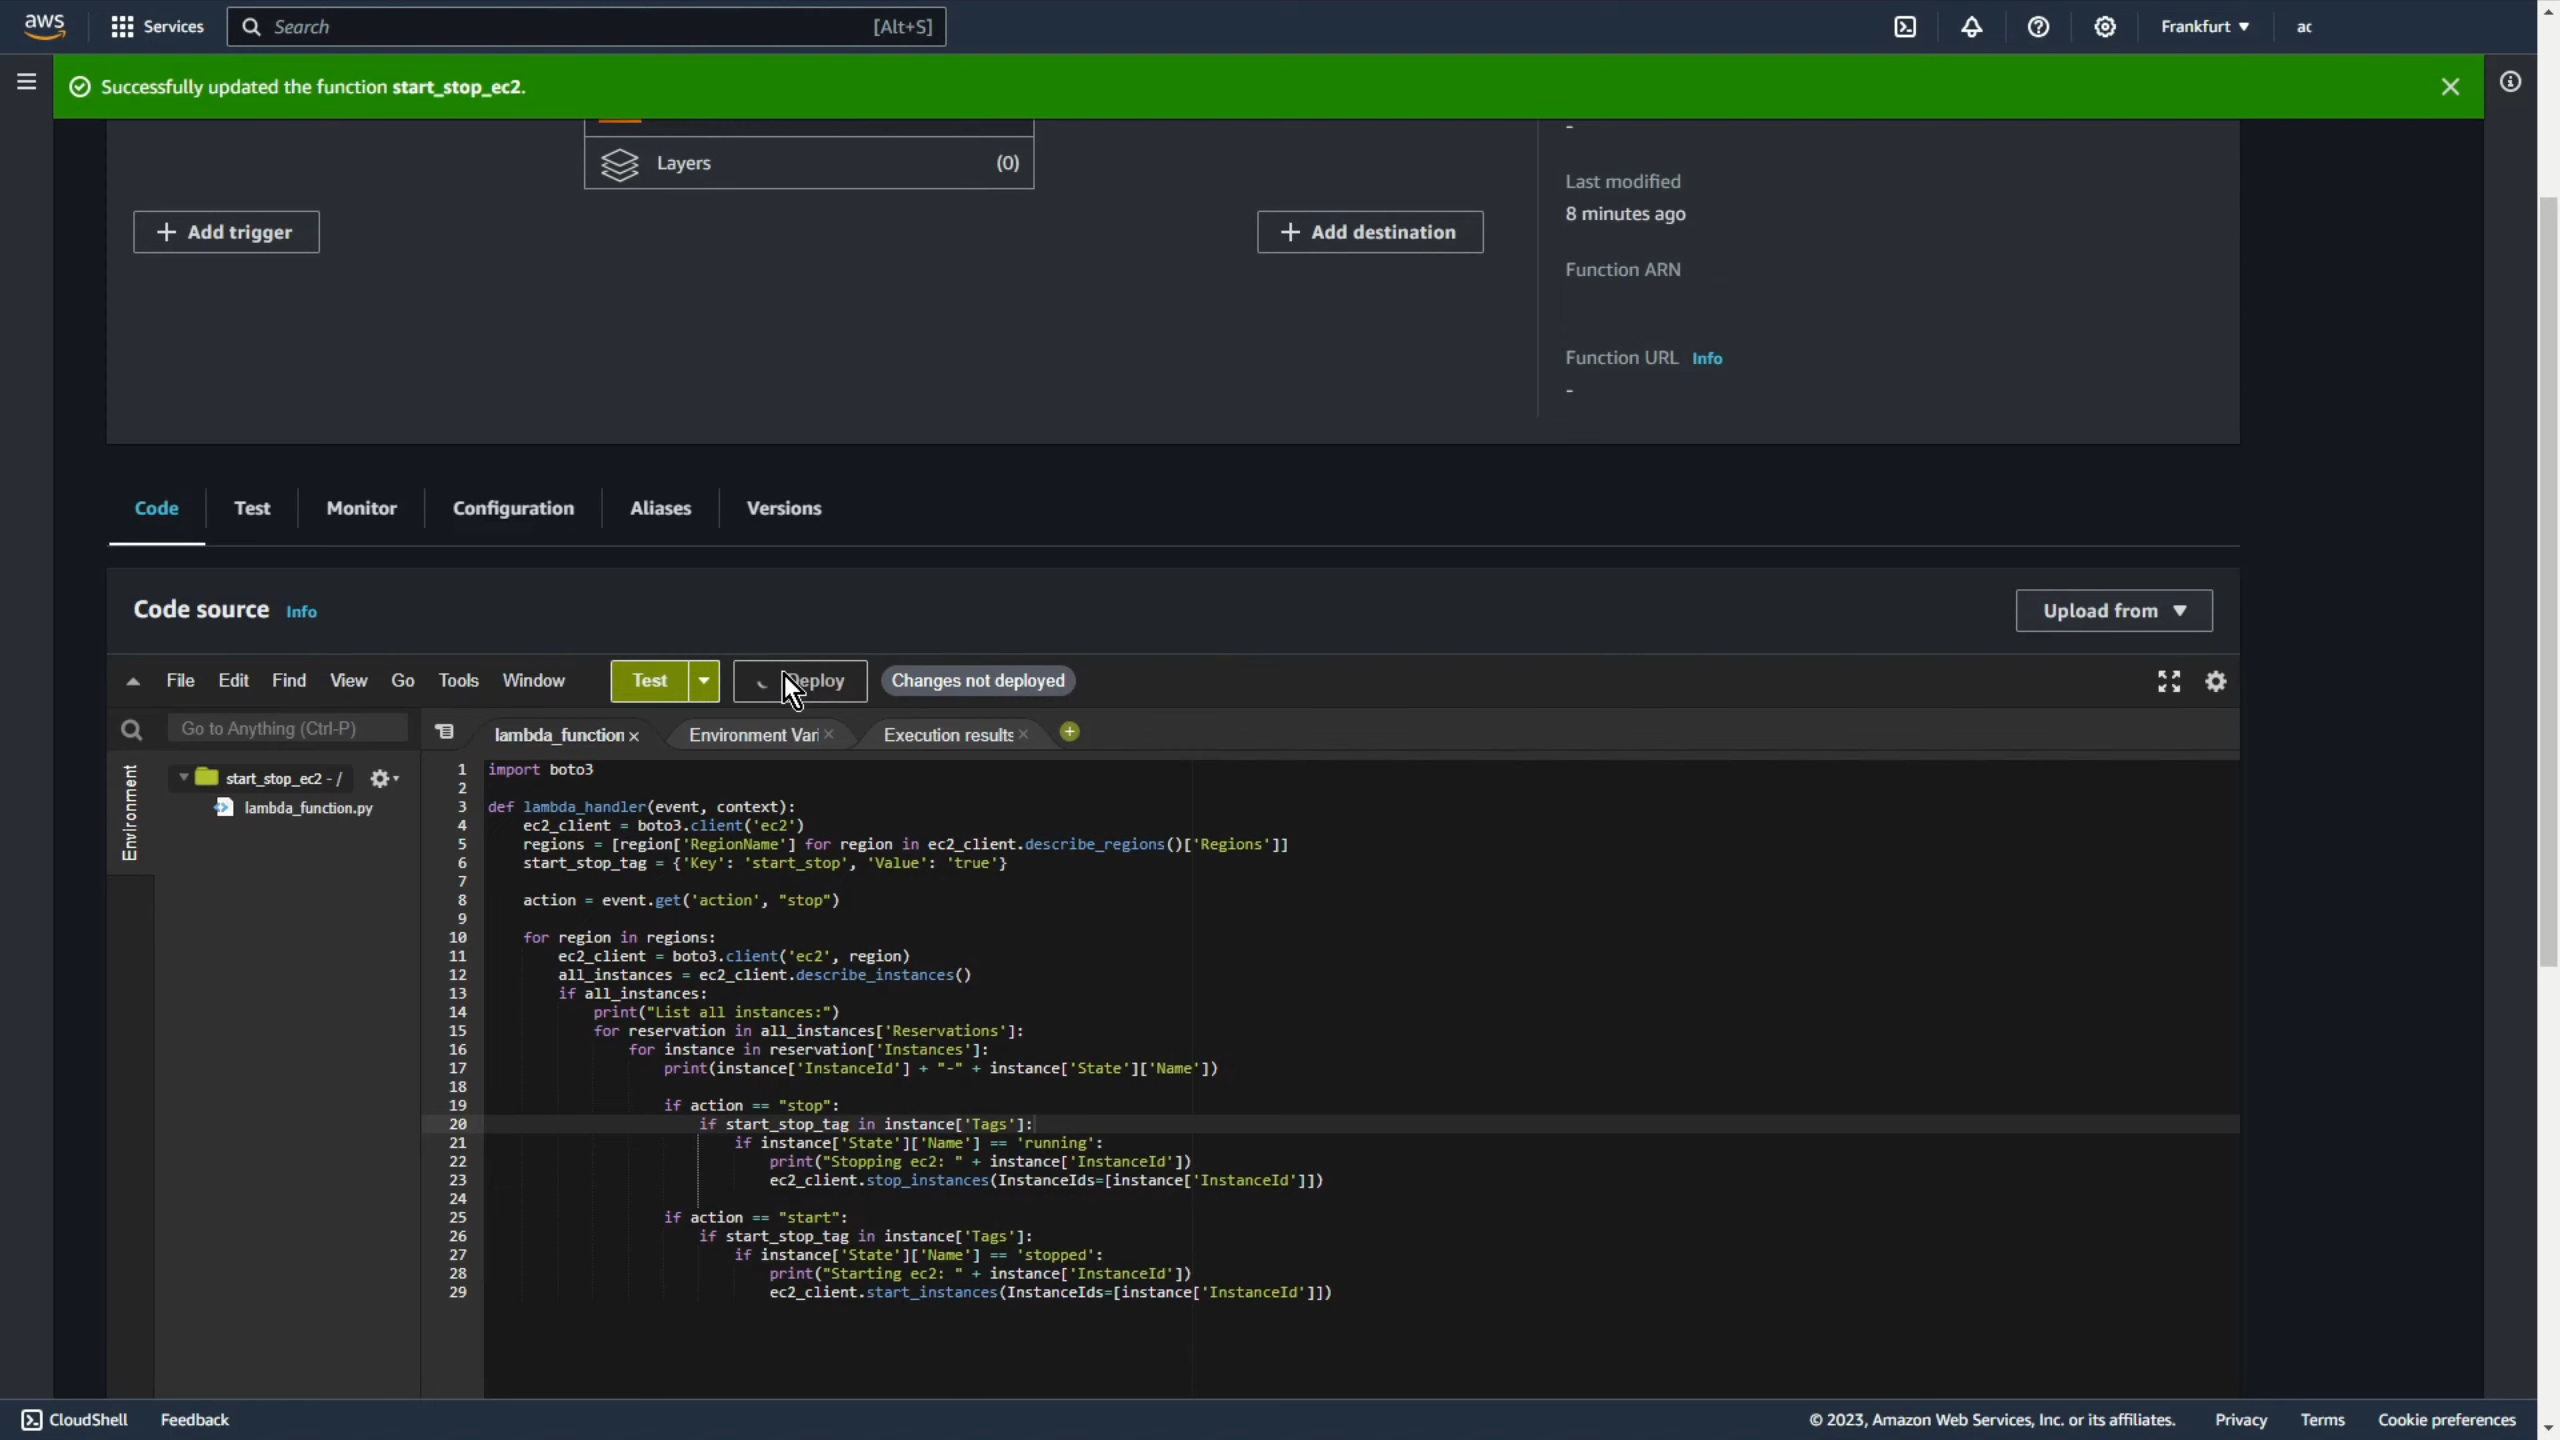 aws Services Search [Alt+S] Frankfurt ▼ ac
Successfully updated the function start_stop_ec2.
-
Layers (0)
Last modified
8 minutes ago
+ Add trigger + Add destination
Function ARN
Function URL Info
-
Code Test Monitor Configuration Aliases Versions
Code source Info Upload from ▼
File Edit Find View Go Tools Window Test Changes not deployed
Go to Anything (Ctrl-P) lambda_function × Environment Vari × Execution results ×
Environment
start_stop_ec2 - /
lambda_function.py
1 import boto3
2
3 def lambda_handler(event, context):
4     ec2_client = boto3.client('ec2')
5     regions = [region['RegionName'] for region in ec2_client.describe_regions()['Regions']]
6     start_stop_tag = {'Key': 'start_stop', 'Value': 'true'}
7
8     action = event.get('action', "stop")
9
10     for region in regions:
11         ec2_client = boto3.client('ec2', region)
12         all_instances = ec2_client.describe_instances()
13         if all_instances:
14             print("List all instances:")
15             for reservation in all_instances['Reservations']:
16                 for instance in reservation['Instances']:
17                     print(instance['InstanceId'] + "-" + instance['State']['Name'])
18
19                     if action == "stop":
20                         if start_stop_tag in instance['Tags']:
21                             if instance['State']['Name'] == 'running':
22                                 print("Stopping ec2: " + instance['InstanceId'])
23                                 ec2_client.stop_instances(InstanceIds=[instance['InstanceId']])
24
25                     if action == "start":
26                         if start_stop_tag in instance['Tags']:
27                             if instance['State']['Name'] == 'stopped':
28                                 print("Starting ec2: " + instance['InstanceId'])
29                                 ec2_client.start_instances(InstanceIds=[instance['InstanceId']])
CloudShell Feedback © 2023, Amazon Web Services, Inc. or its affiliates. Privacy Terms Cookie preferences